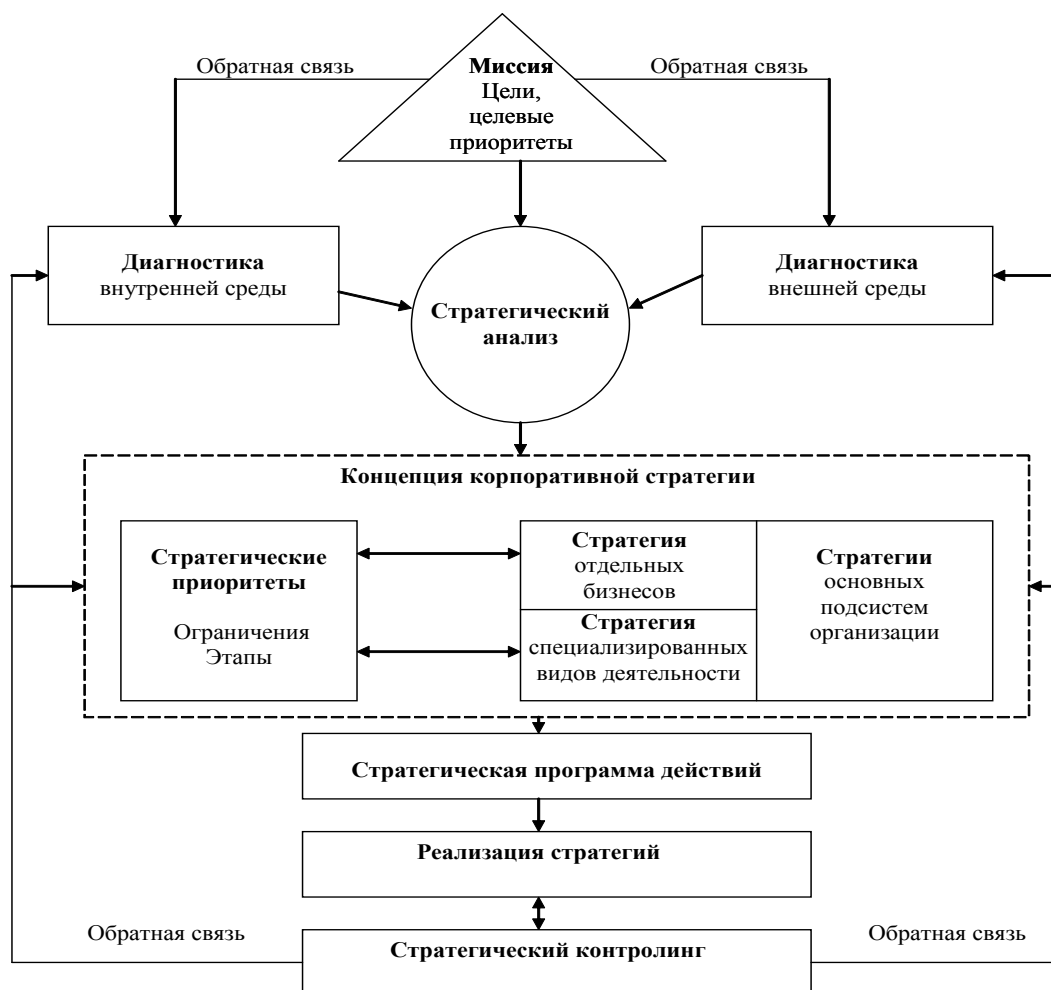 Обратная связь
Миссия
Цели,
целевые
приоритеты
Обратная связь
Диагностика
внутренней среды
Стратегический
анализ
Диагностика
внешней среды
Концепция корпоративной стратегии
Стратегические
приоритеты
Ограничения
Этапы
Стратегия
отдельных
бизнесов
Стратегия
специализированных
видов деятельности
Стратегии
основных
подсистем
организации
Стратегическая программа действий
Реализация стратегий
Обратная связь
Стратегический контролинг
Обратная связь